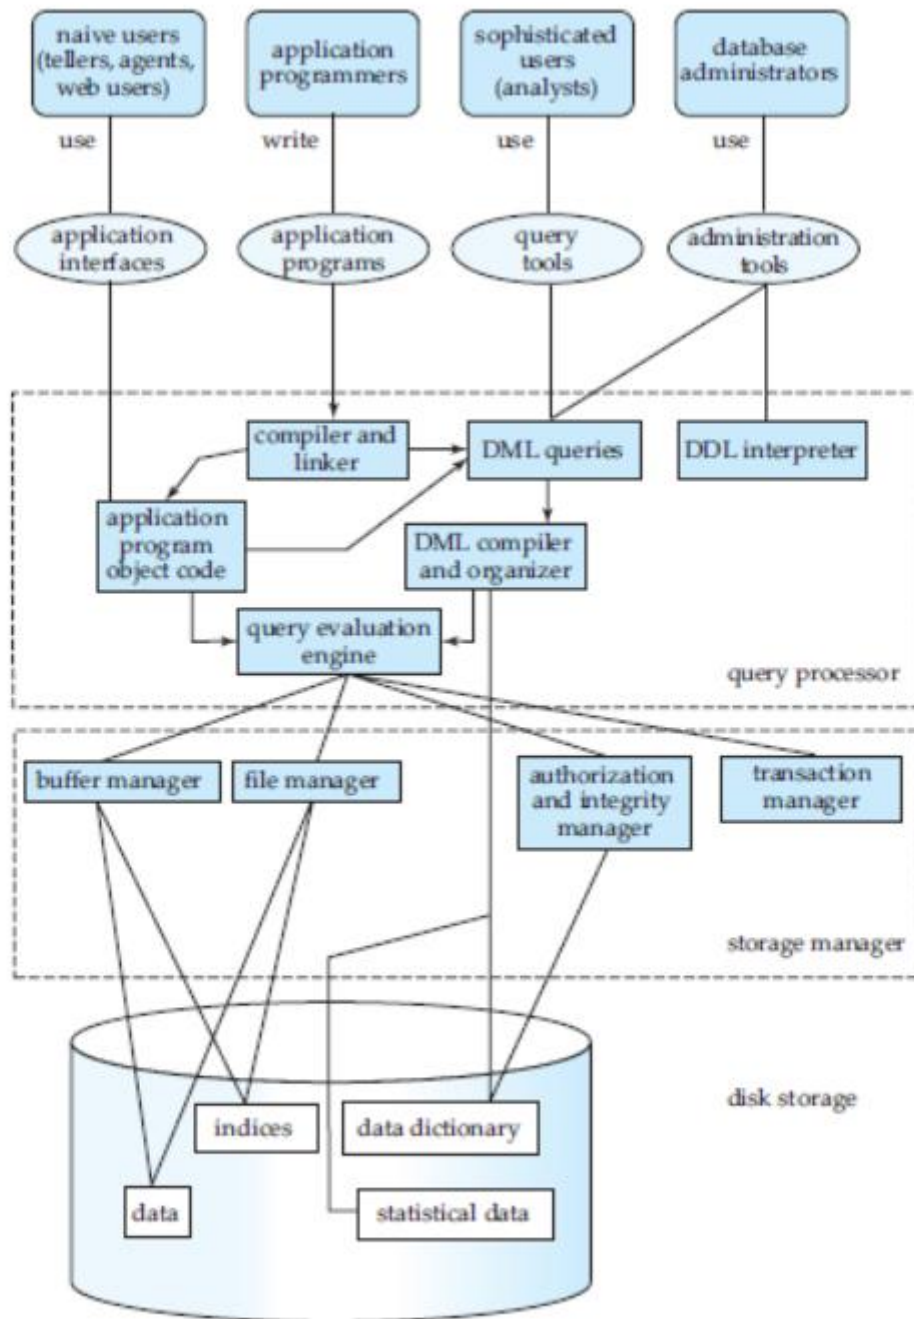 naive users
(tellers, agents,
web users)
application
programmers
sophisticated
users
(analysts)
database
administrators
use
write
use
use
application
interfaces
application
programs
query
tools
administration
tools
compiler and
linker
DML queries
DDL interpreter
application
program
object code
DML compiler
and organizer
query evaluation
engine
query processor
buffer manager
file manager
authorization
and integrity
manager
transaction
manager
storage manager
disk storage
indices
data dictionary
data
statistical data